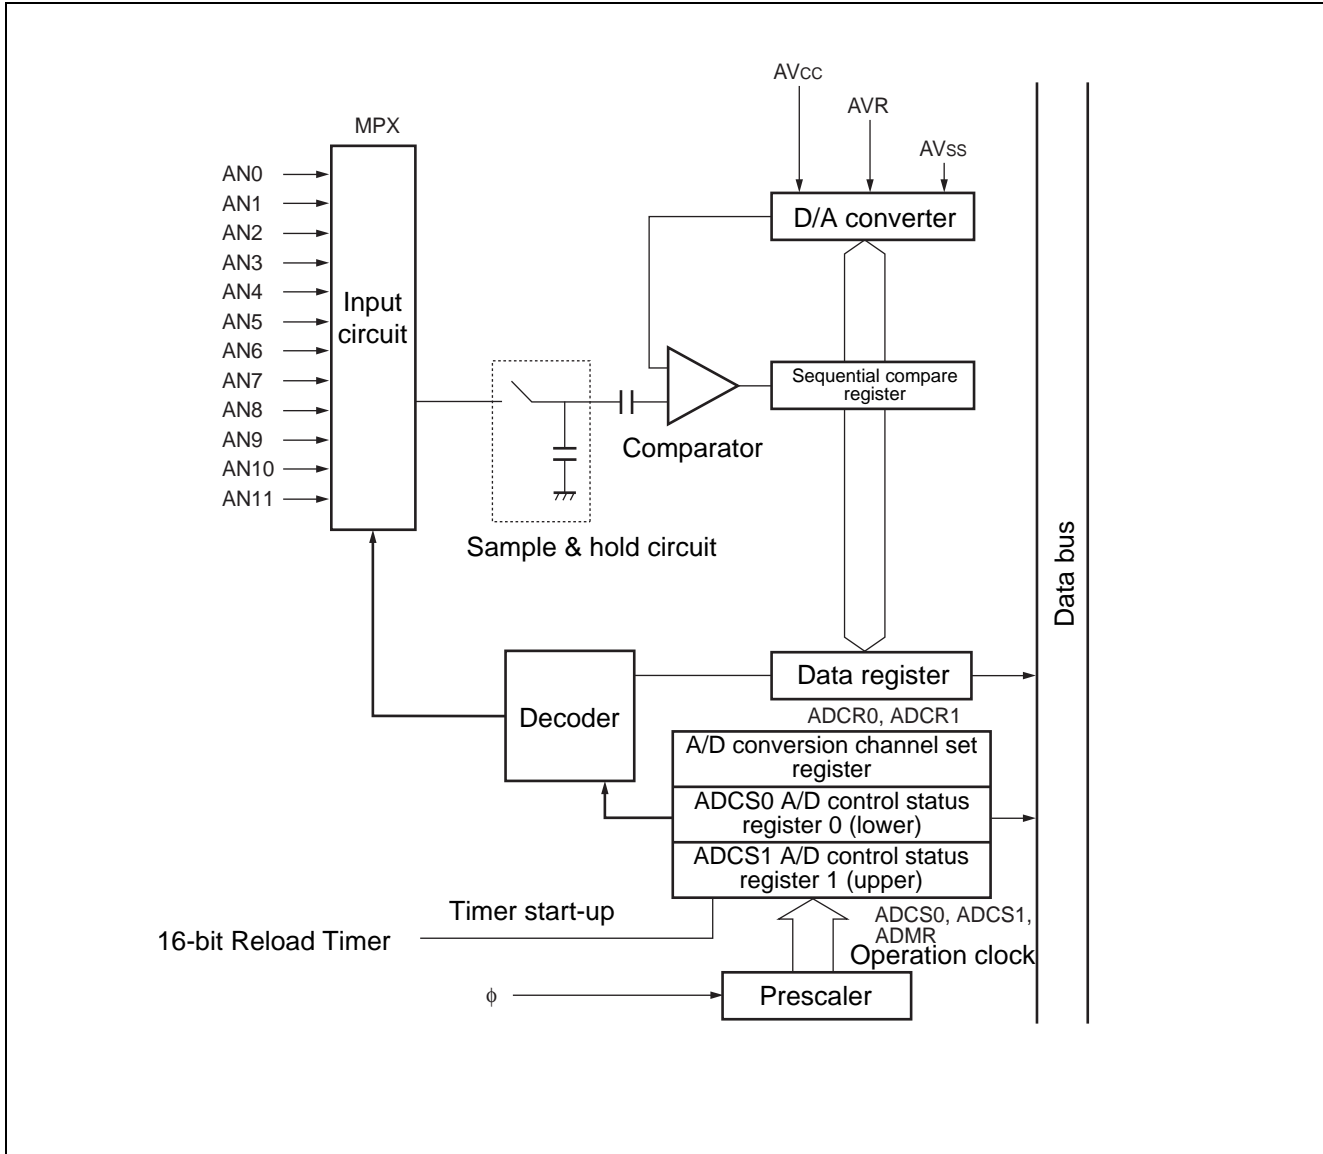 AVCC
AVR
AVSS
MPX
AN0
AN1
AN2
AN3
AN4
AN5
AN6
AN7
AN8
AN9
AN10
AN11
Input
circuit
D/A converter
Sequential compare
register
Comparator
Sample & hold circuit
Data bus
Decoder
Data register
ADCR0, ADCR1
A/D conversion channel set
register
ADCS0 A/D control status
register 0 (lower)
ADCS1 A/D control status
register 1 (upper)
Timer start-up
16-bit Reload Timer
ADCS0, ADCS1,
ADMR
Operation clock
ϕ
Prescaler